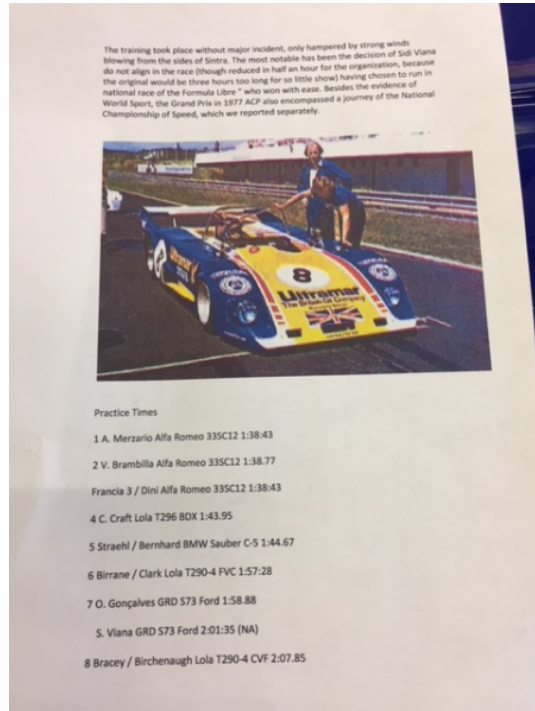 The training took place without major incident, only hampered by strong winds
blowing from the sides of Sintra. The most notable has been the decision of Sidi Viana
do not align in the race (though reduced in half an hour for the organization, because
the original would be three hours too long for so little show) having chosen to run in
national race of the Formula Libre " who won with ease. Besides the evidence of
World Sport, the Grand Prix in 1977 ACP also encompassed a journey of the National
Championship of Speed, which we reported separately.
8
Ultramar
Ultramar
The British Oil Company
Practice Times
1 A. Merzario Alfa Romeo 33SC12 1:38:43
2 V. Brambilla Alfa Romeo 33SC12 1:38.77
Francia 3 / Dini Alfa Romeo 33SC12 1:38:43
4 C. Craft Lola T296 BDX 1:43.95
5 Straehl / Bernhard BMW Sauber C-5 1:44.67
6 Birrane / Clark Lola T290-4 FVC 1:57:28
7 O. Gonçalves GRD S73 Ford 1:58.88
S. Viana GRD S73 Ford 2:01:35 (NA)
8 Bracey / Birchenaugh Lola T290-4 CVF 2:07.85